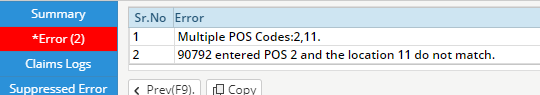 Summary
*Error (2)
Claims Logs
Suppressed Error
Sr.No Error
1 Multiple POS Codes:2,11.
2 90792 entered POS 2 and the location 11 do not match.
Prev(F9). Copy